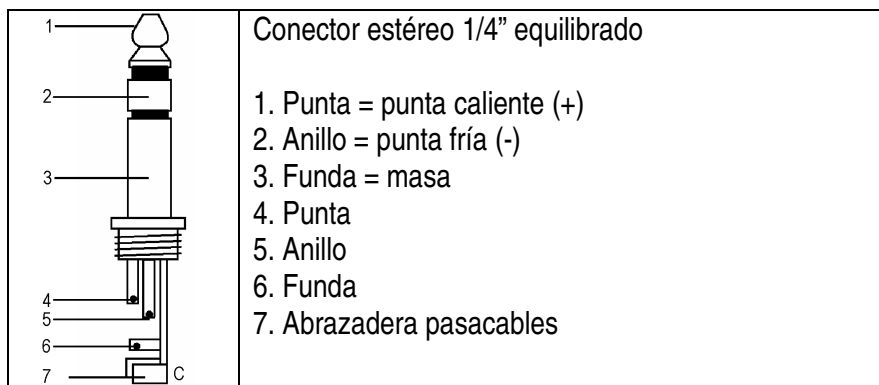 Conector estéreo 1/4” equilibrado
1. Punta = punta caliente (+)
2. Anillo = punta fría (-)
3. Funda = masa
4. Punta
5. Anillo
6. Funda
7. Abrazadera pasacables
1
2
3
4
5
6
7 C